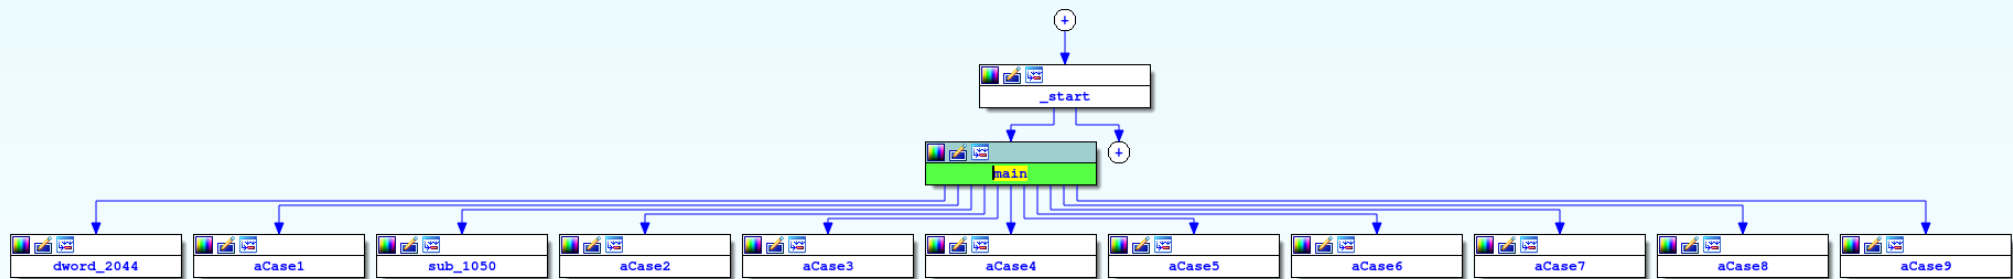 +
_start
+
main
dword_2044
aCase1
sub_1050
aCase2
aCase3
aCase4
aCase5
aCase6
aCase7
aCase8
aCase9